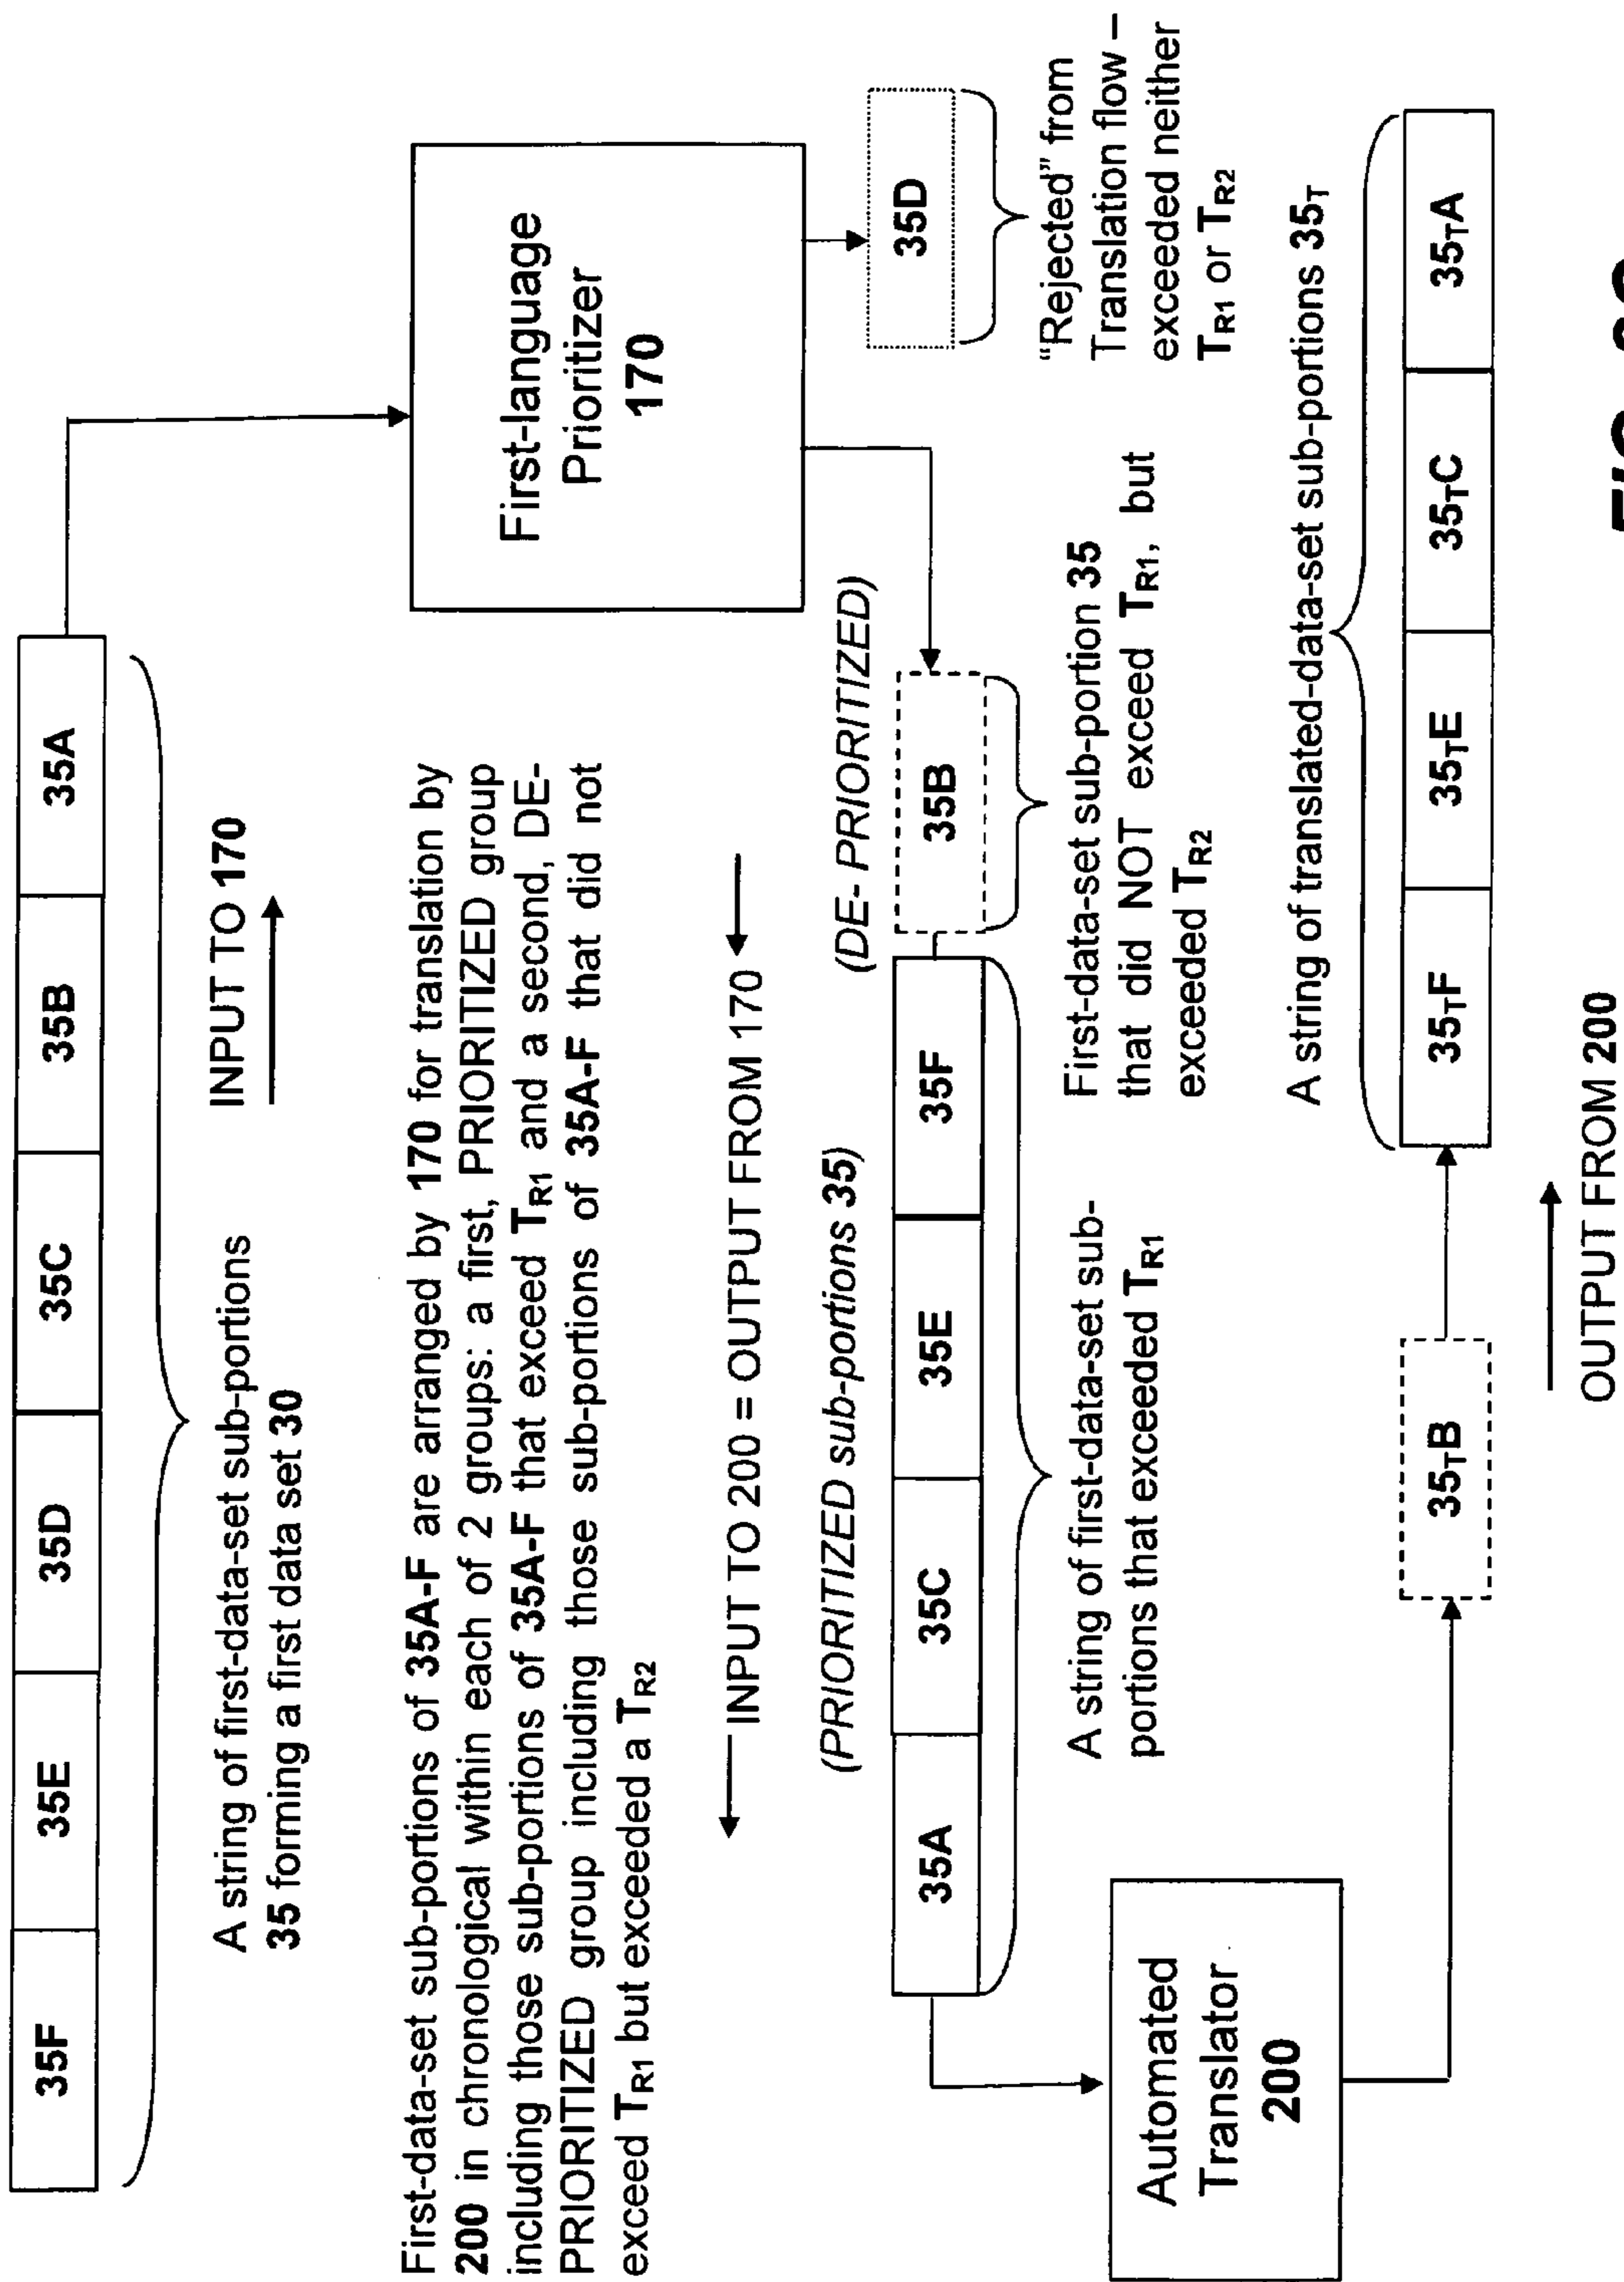 35F 35E 35D 35C 35B 35A
A string of first-data-set sub-portions
35 forming a first data set 30
INPUT TO 170
First-language
Prioritizer
170
First-data-set sub-portions of 35A-F are arranged by 170 for translation by
200 in chronological within each of 2 groups: a first, PRIORITIZED group
including those sub-portions of 35A-F that exceed TR1 and a second, DE-
PRIORITIZED group including those sub-portions of 35A-F that did not
exceed TR1 but exceeded a TR2
INPUT TO 200 = OUTPUT FROM 170
(PRIORITIZED sub-portions 35)
(DE- PRIORITIZED)
35A 35C 35E 35F
35B
35D
A string of first-data-set sub-
portions that exceeded TR1
First-data-set sub-portion 35
that did NOT exceed TR1, but
exceeded TR2
"Rejected" from
Translation flow –
exceeded neither
TR1 or TR2
Automated
Translator
200
A string of translated-data-set sub-portions 35T
35TB
35TF 35TE 35TC 35TA
OUTPUT FROM 200